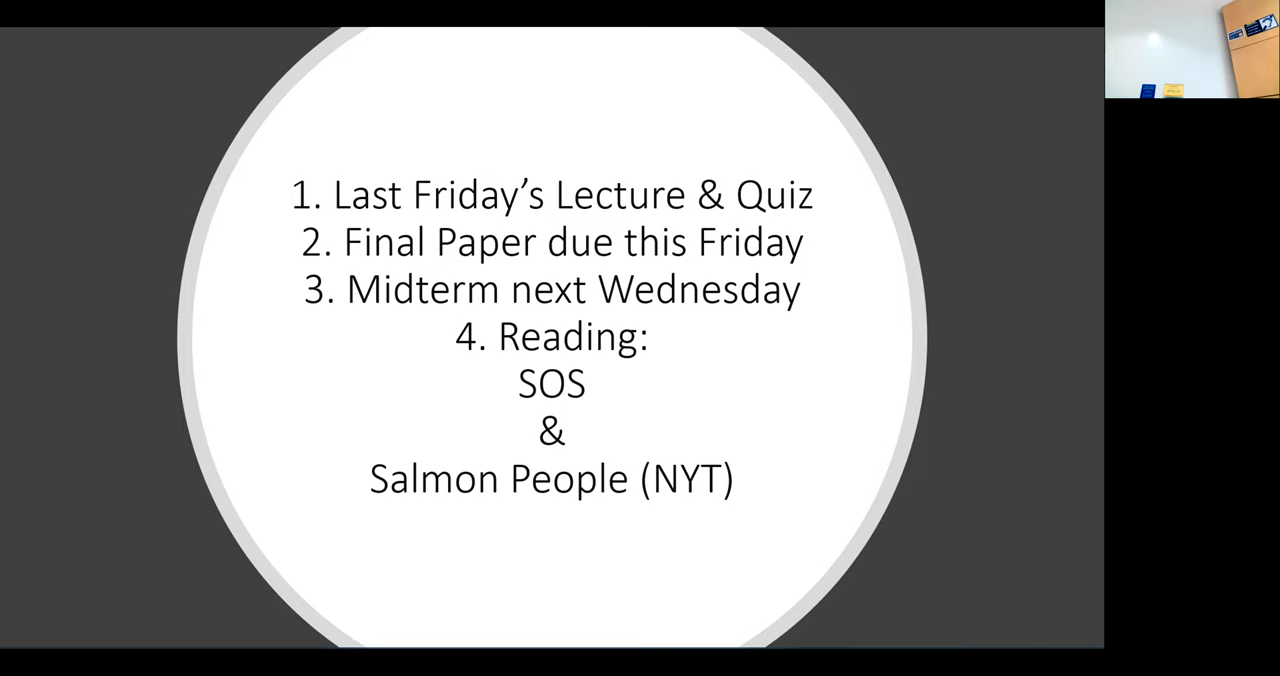 1. Last Friday’s Lecture & Quiz
2. Final Paper due this Friday
3. Midterm next Wednesday
4. Reading:
SOS
&
Salmon People (NYT)